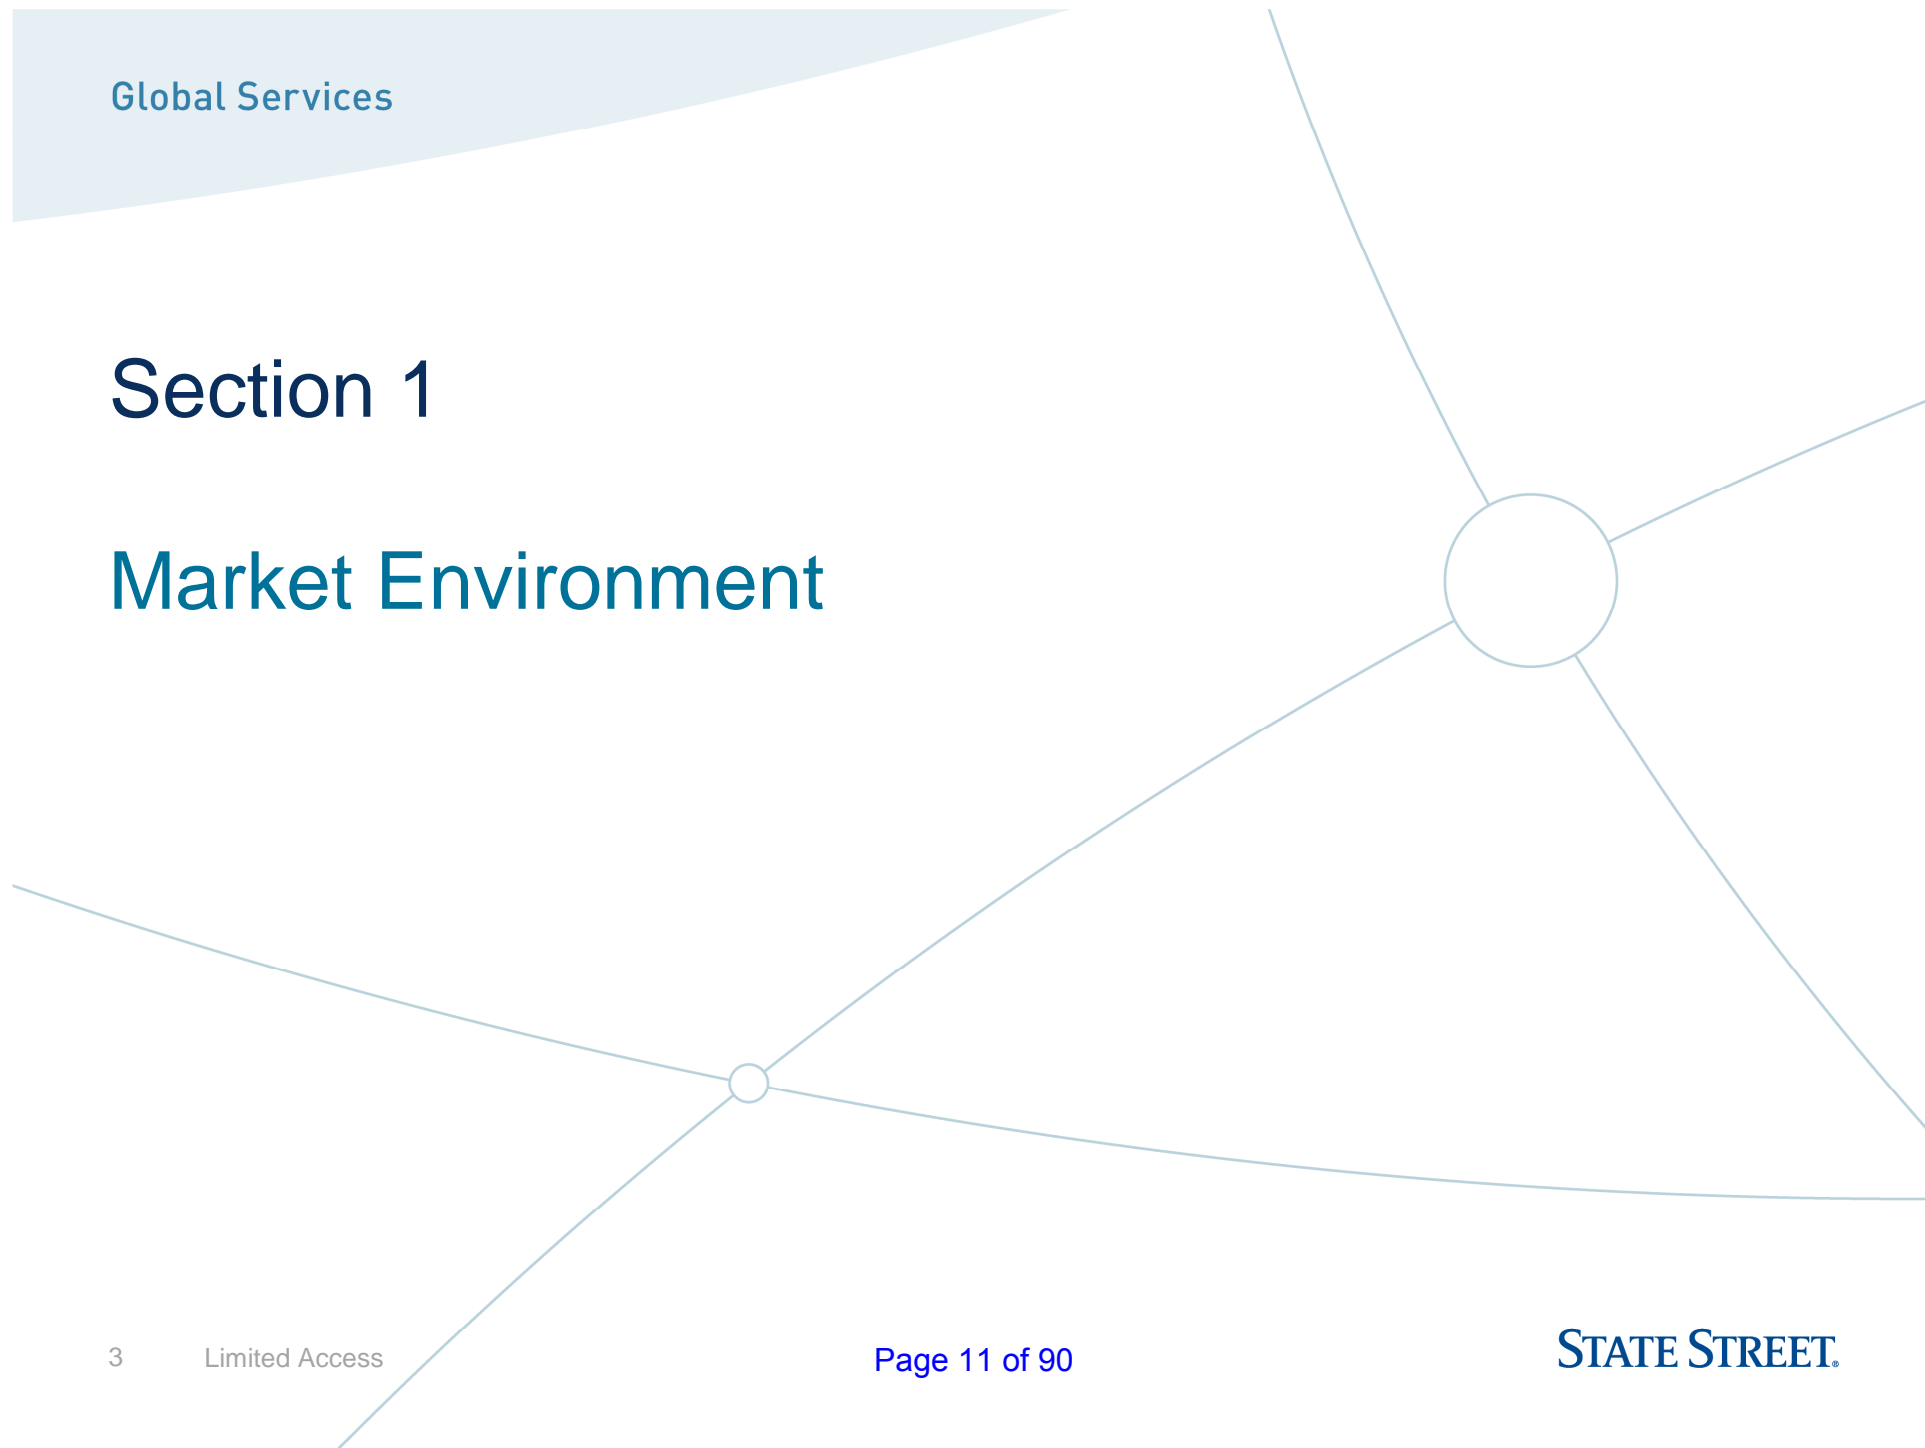 Global Services
Section 1
Market Environment
3 Limited Access
Page 11 of 90
STATE STREET®